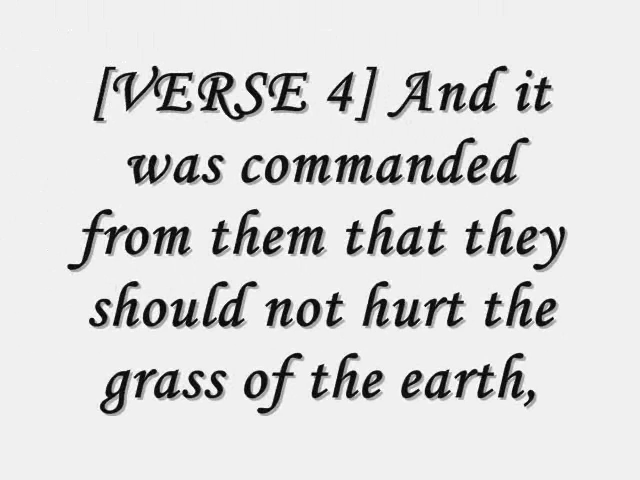 [VERSE 4] And it
was commanded
from them that they
should not hurt the
grass of the earth,